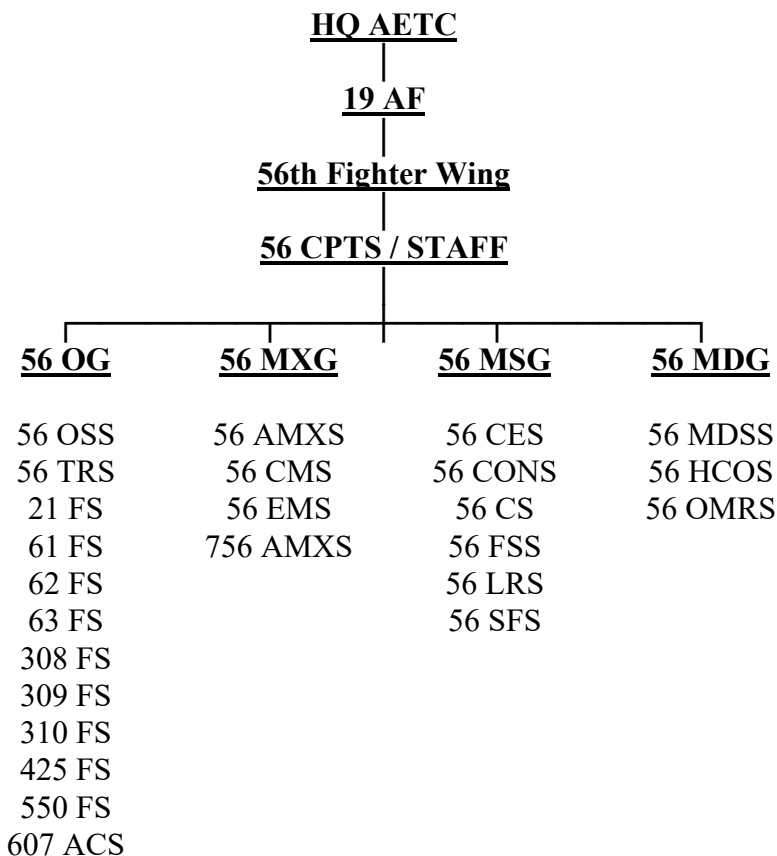 HQ AETC
19 AF
56th Fighter Wing
56 CPTS / STAFF
56 OG
56 OSS
56 TRS
21 FS
61 FS
62 FS
63 FS
308 FS
309 FS
310 FS
425 FS
550 FS
607 ACS
56 MXG
56 AMXS
56 CMS
56 EMS
756 AMXS
56 MSG
56 CES
56 CONS
56 CS
56 FSS
56 LRS
56 SFS
56 MDG
56 MDSS
56 HCOS
56 OMRS